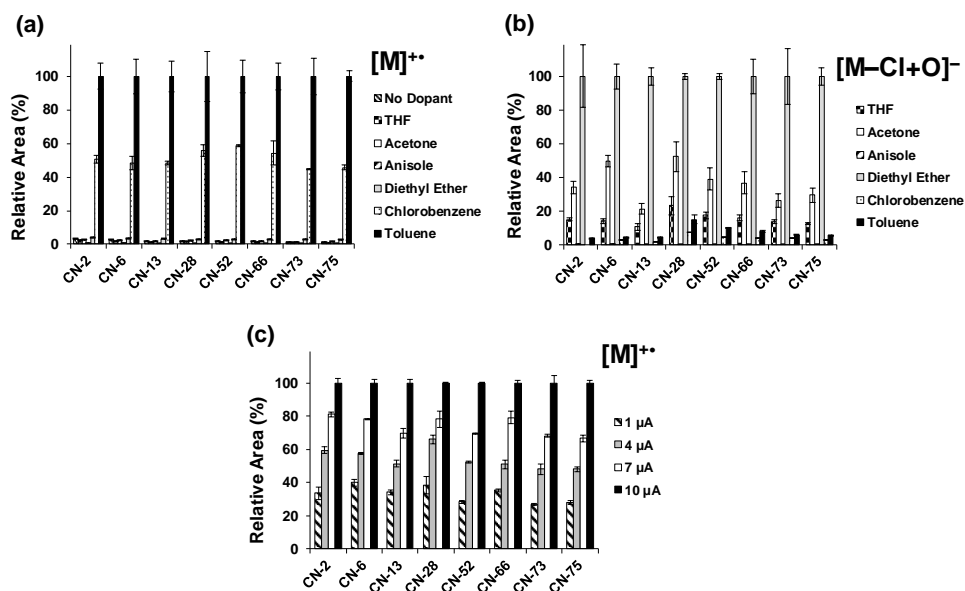 (a)
[M]⁺•
Relative Area (%)
100
80
60
40
20
0
CN-2
CN-6
CN-13
CN-28
CN-52
CN-66
CN-73
CN-75
No Dopant
THF
Acetone
Anisole
Diethyl Ether
Chlorobenzene
Toluene
(b)
[M–Cl+O]⁻
Relative Area (%)
100
80
60
40
20
0
CN-2
CN-6
CN-13
CN-28
CN-52
CN-66
CN-73
CN-75
THF
Acetone
Anisole
Diethyl Ether
Chlorobenzene
Toluene
(c)
[M]⁺•
Relative Area (%)
100
80
60
40
20
0
CN-2
CN-6
CN-13
CN-28
CN-52
CN-66
CN-73
CN-75
1 µA
4 µA
7 µA
10 µA